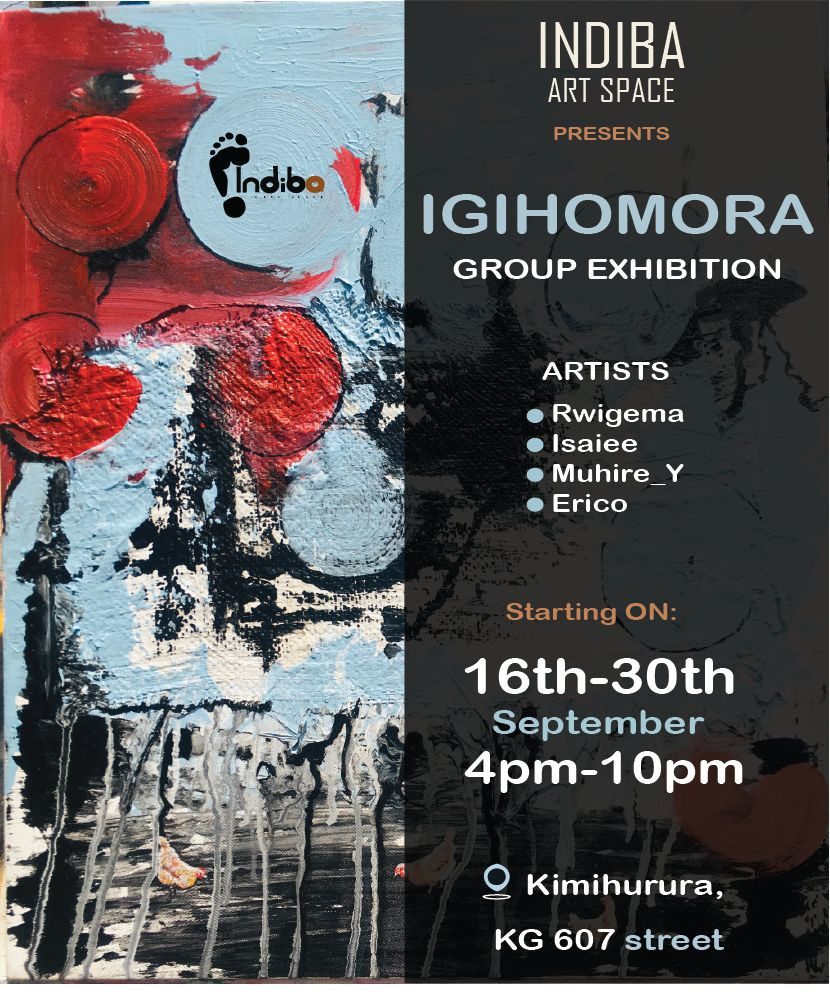 Indiba
INDIBA
ART SPACE
PRESENTS
IGIHOMORA
GROUP EXHIBITION
ARTISTS
Rwigema
Isaiee
Muhire_Y
Erico
Starting ON:
16th-30th
September
4pm-10pm
Kimihurura,
KG 607 street